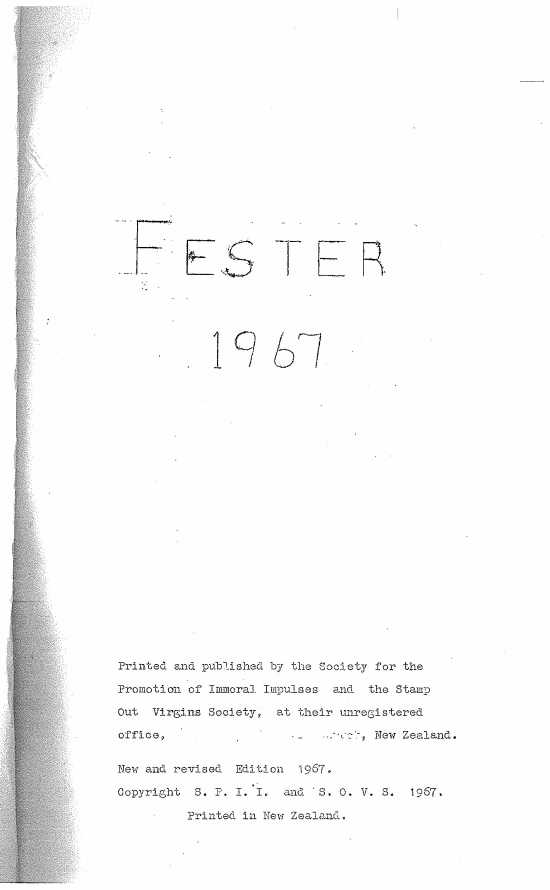 FESTER
1967
Printed and published by the Society for the
Promotion of Immoral Impulses and the Stamp
Out Virgins Society, at their unregistered
office, , New Zealand.
New and revised Edition 1967.
Copyright S. P. I. I. and S. O. V. S. 1967.
Printed in New Zealand.